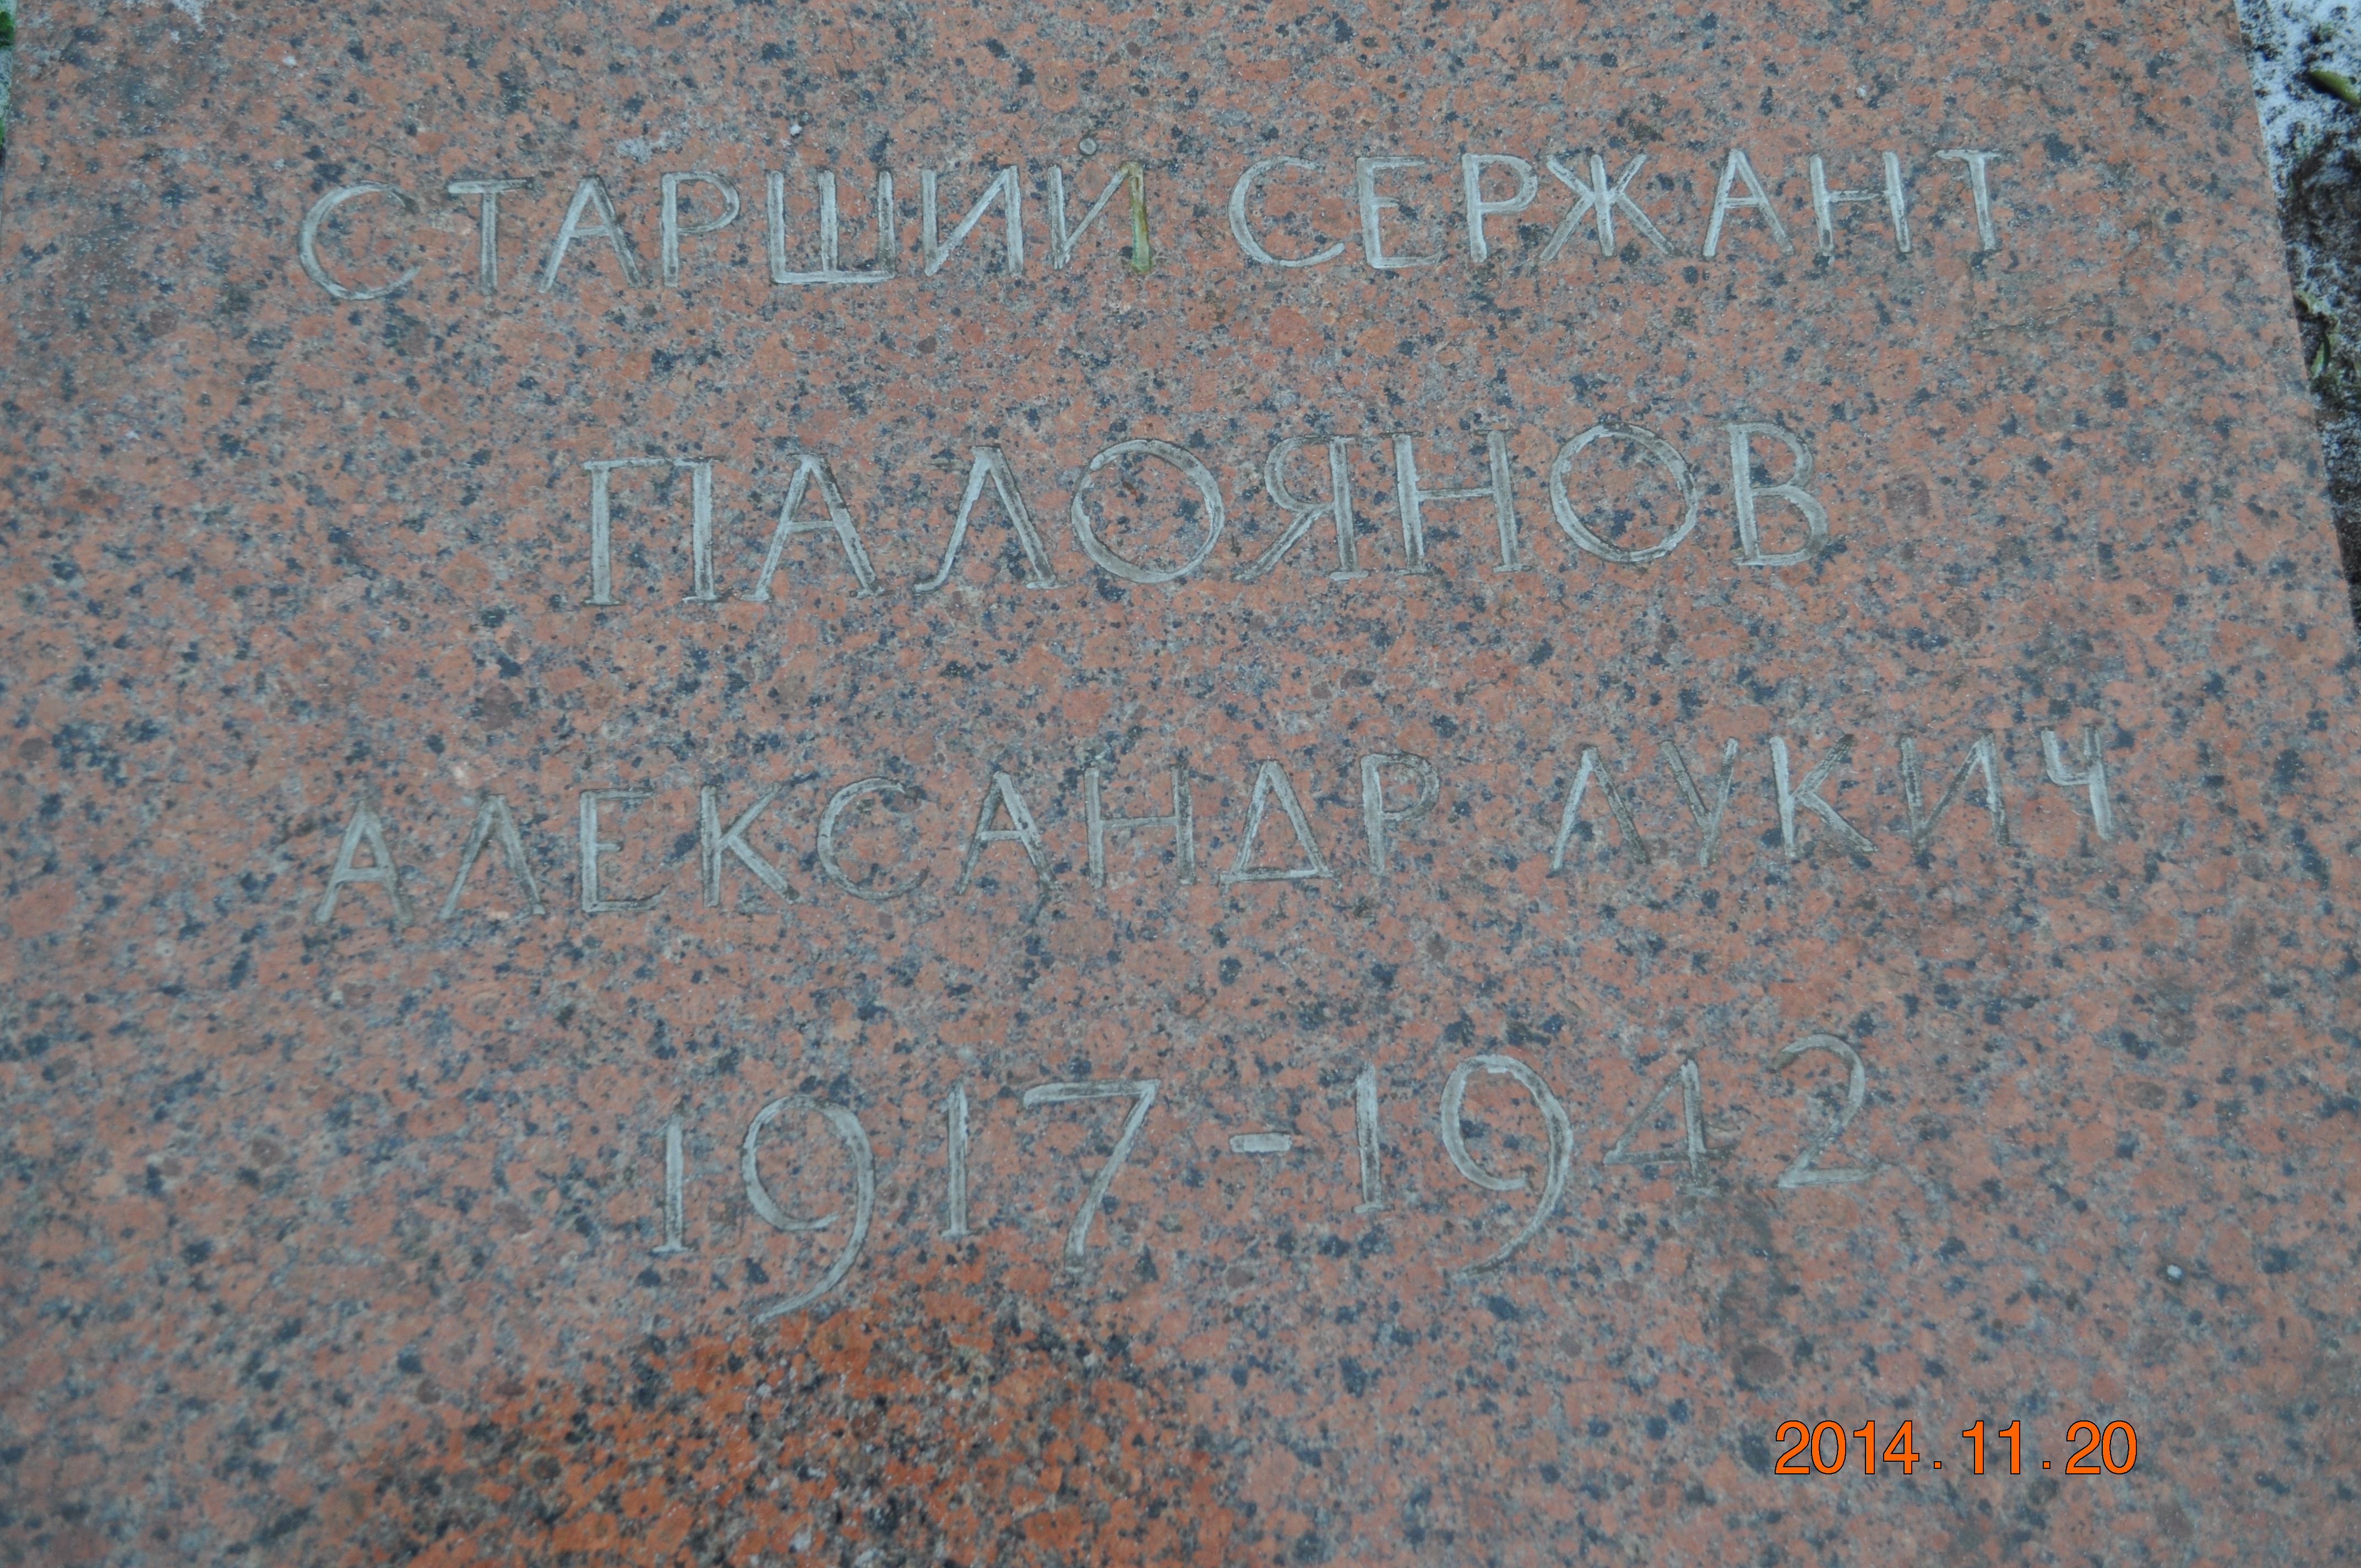 СТАРШИЙ СЕРЖАНТ
ПАЛОЯНОВ
АЛЕКСАНДР ЛУКИЧ
1917-1942
2014.11.20